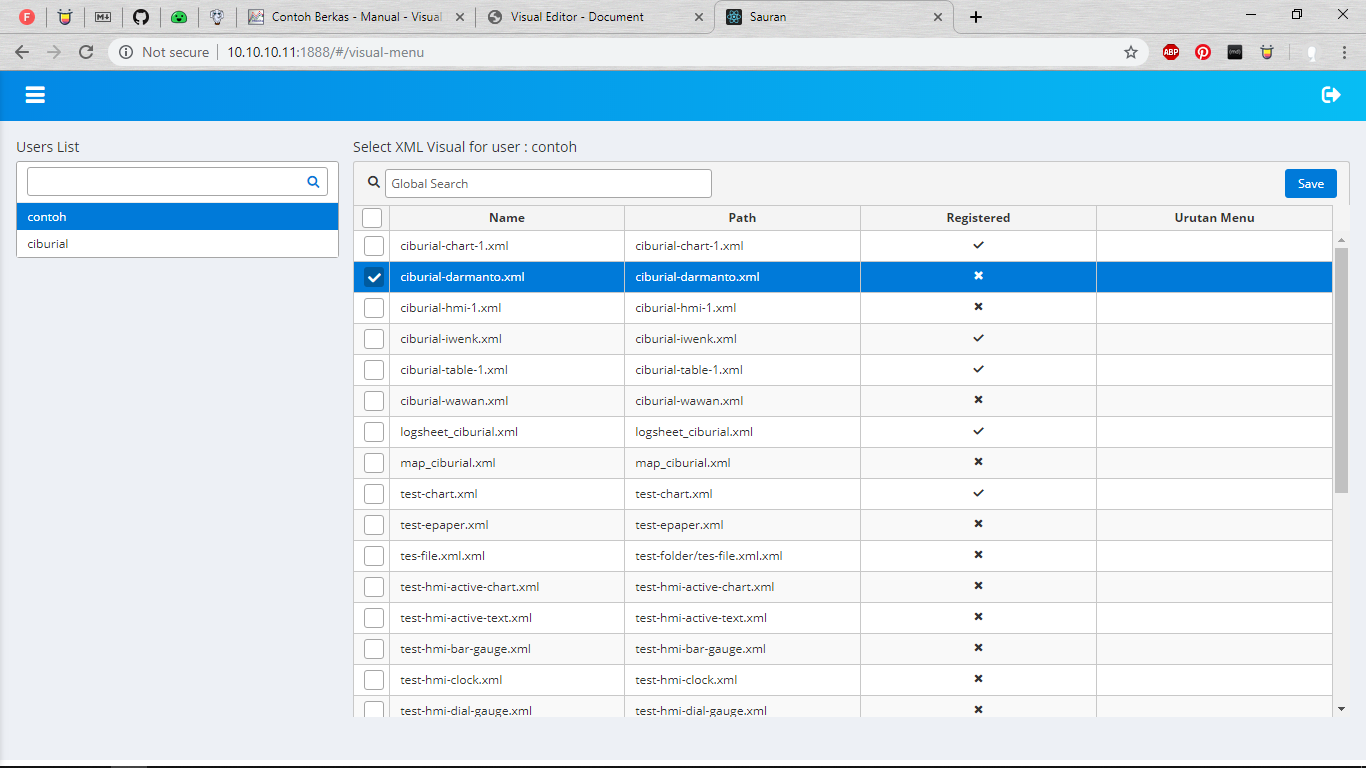 Contoh Berkas - Manual - Visual
Visual Editor - Document
Sauran
Not secure
10.10.10.11:1888/#/visual-menu
ABP
Users List
Select XML Visual for user : contoh
Global Search
Save
contoh
ciburial
Name Path Registered Urutan Menu
ciburial-chart-1.xml ciburial-chart-1.xml
ciburial-darmanto.xml ciburial-darmanto.xml
ciburial-hmi-1.xml ciburial-hmi-1.xml
ciburial-iwenk.xml ciburial-iwenk.xml
ciburial-table-1.xml ciburial-table-1.xml
ciburial-wawan.xml ciburial-wawan.xml
logsheet_ciburial.xml logsheet_ciburial.xml
map_ciburial.xml map_ciburial.xml
test-chart.xml test-chart.xml
test-epaper.xml test-epaper.xml
tes-file.xml.xml test-folder/tes-file.xml.xml
test-hmi-active-chart.xml test-hmi-active-chart.xml
test-hmi-active-text.xml test-hmi-active-text.xml
test-hmi-bar-gauge.xml test-hmi-bar-gauge.xml
test-hmi-clock.xml test-hmi-clock.xml
test-hmi-dial-gauge.xml test-hmi-dial-gauge.xml